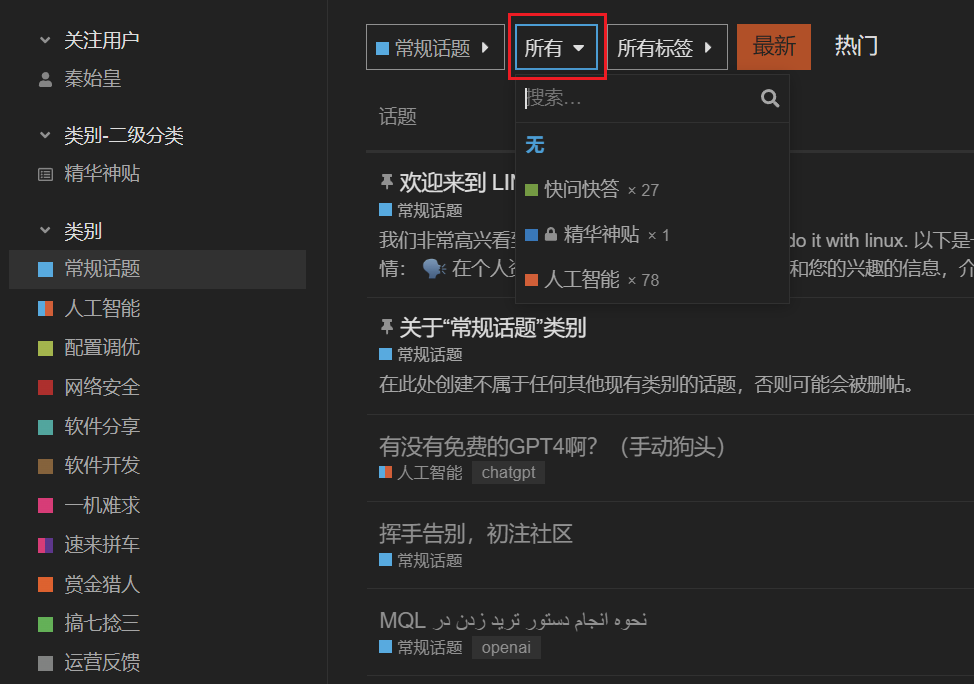 关注用户
秦始皇
类别-二级分类
精华神贴
类别
常规话题
人工智能
配置调优
网络安全
软件分享
软件开发
一机难求
速来拼车
赏金猎人
搞七捻三
运营反馈
常规话题 所有 所有标签 最新 热门
搜索…
无
快问快答 × 27
精华神贴 × 1
人工智能 × 78
话题
欢迎来到 LIN
常规话题
我们非常高兴看 do it with linux. 以下是
情： 在个人 和您的兴趣的信息，介
关于“常规话题”类别
常规话题
在此处创建不属于任何其他现有类别的话题，否则可能会被删帖。
有没有免费的GPT4啊？（手动狗头）
人工智能 chatgpt
挥手告别，初注社区
常规话题
نحوه انجام دستور ترید زدن در MQL
常规话题 openai